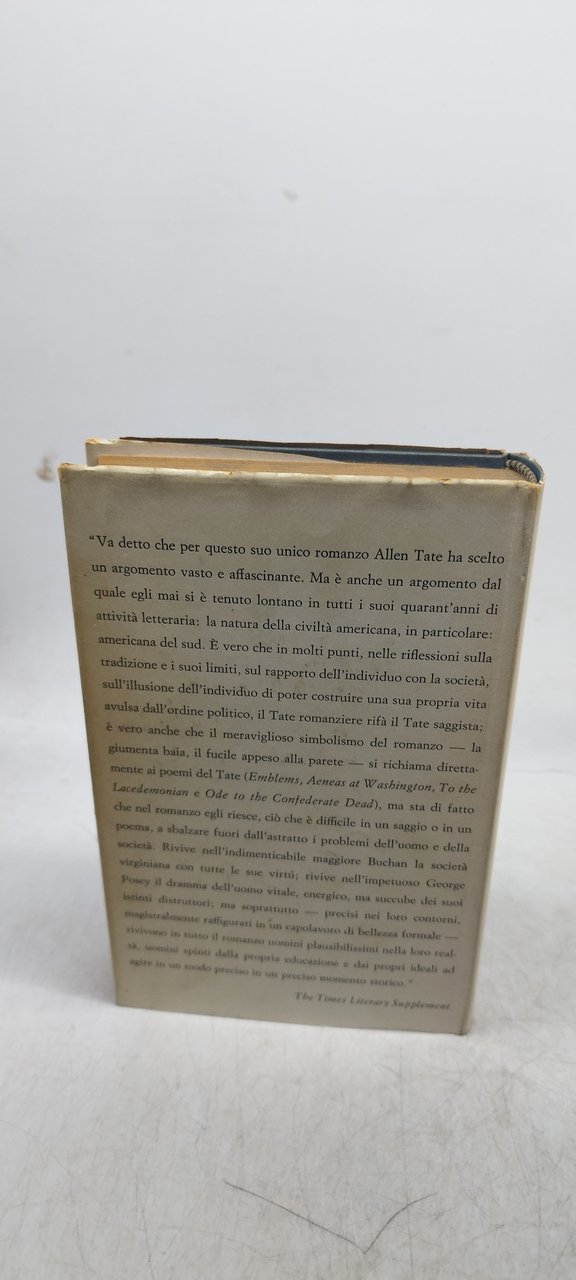 “Va detto che per questo suo unico romanzo Allen Tate ha scelto
un argomento vasto e affascinante. Ma è anche un argomento dal
quale egli mai si è tenuto lontano in tutti i suoi quarant'anni di
attività letteraria: la natura della civiltà americana, in particolare:
americana del sud. È vero che in molti punti, nelle riflessioni sulla
tradizione e i suoi limiti, sul rapporto dell'individuo con la società,
sull'illusione dell'individuo di poter costruire una sua propria vita
avulsa dall'ordine politico, il Tate romanziere rifà il Tate saggista;
è vero anche che il meraviglioso simbolismo del romanzo — la
giumenta baia, il fucile appeso alla parete — si richiama diretta-
mente ai poemi del Tate (Emblems, Aeneas at Washington, To the
Lacedemonian e Ode to the Confederate Dead), ma sta di fatto
che nel romanzo egli riesce, ciò che è difficile in un saggio o in un
poema, a sbalzare fuori dall'astratto i problemi dell'uomo e della
società. Rivive nell'indimenticabile maggiore Buchan la società
virginiana con tutte le sue virtú; rivive nell'impetuoso George
Posey il dramma dell'uomo vitale, energico, ma succube dei suoi
istinti distruttori; ma soprattutto — precisi nei loro contorni,
magistralmente raffigurati in un capolavoro di bellezza formale —
rivivono in tutto il romanzo uomini plausibilissimi nella loro real-
tà, uomini spinti dalla propria educazione e dai propri ideali ad
agire in un modo preciso in un preciso momento storico.”
The Times Literary Supplement